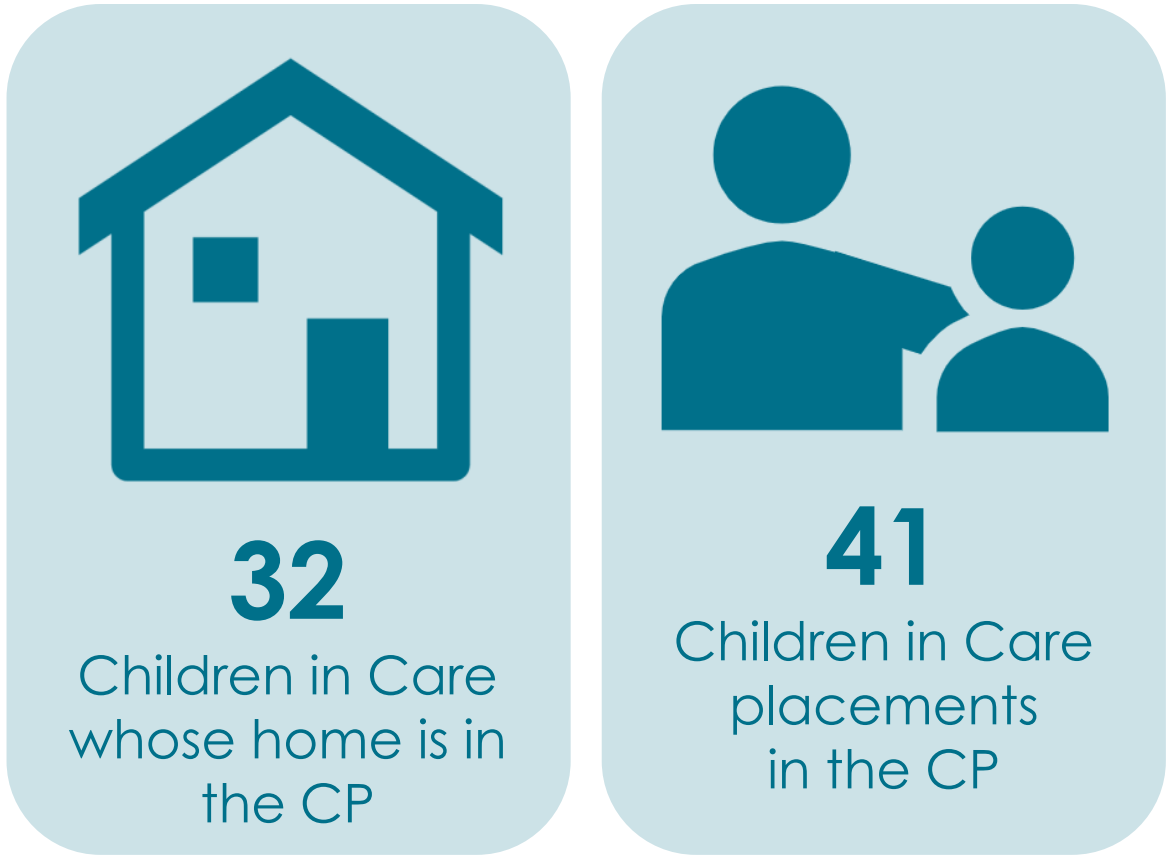 32
Children in Care
whose home is in
the CP
41
Children in Care
placements
in the CP